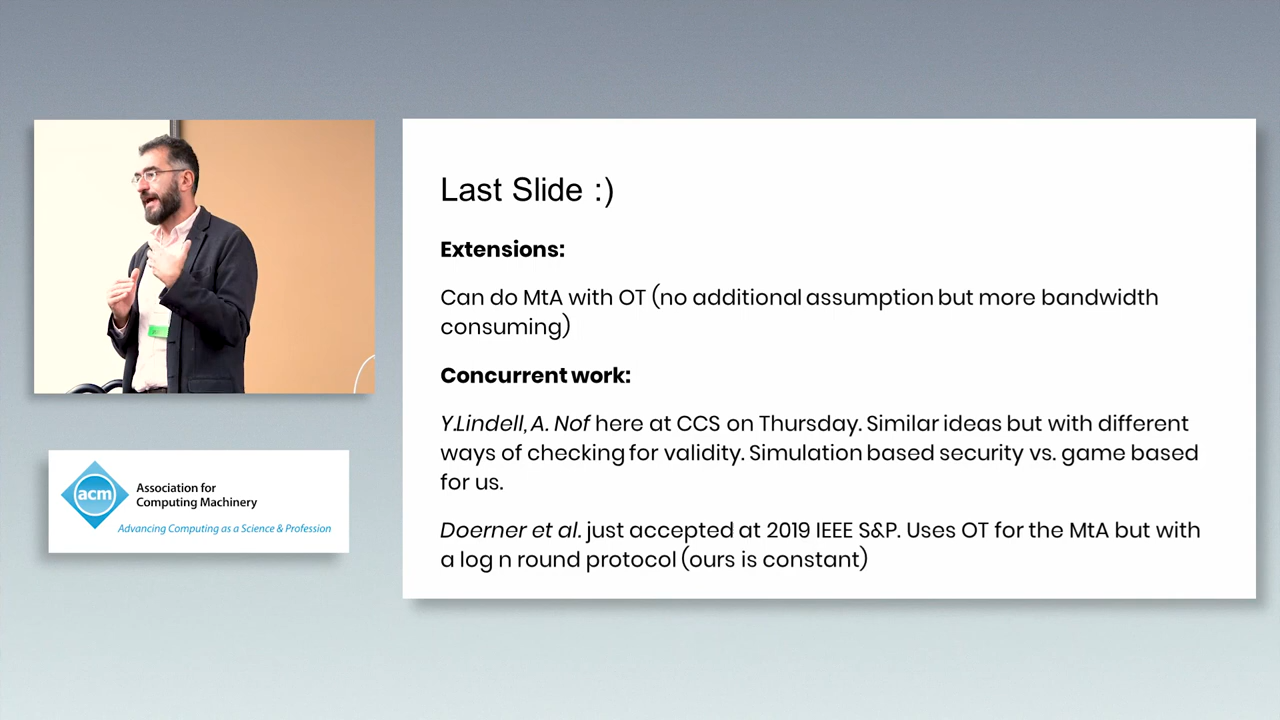 Last Slide :)
Extensions:
Can do MtA with OT (no additional assumption but more bandwidth
consuming)
Concurrent work:
Y.Lindell, A. Nof here at CCS on Thursday. Similar ideas but with different
ways of checking for validity. Simulation based security vs. game based
for us.
Doerner et al. just accepted at 2019 IEEE S&P. Uses OT for the MtA but with
a log n round protocol (ours is constant)
acm
Association for
Computing Machinery
Advancing Computing as a Science & Profession